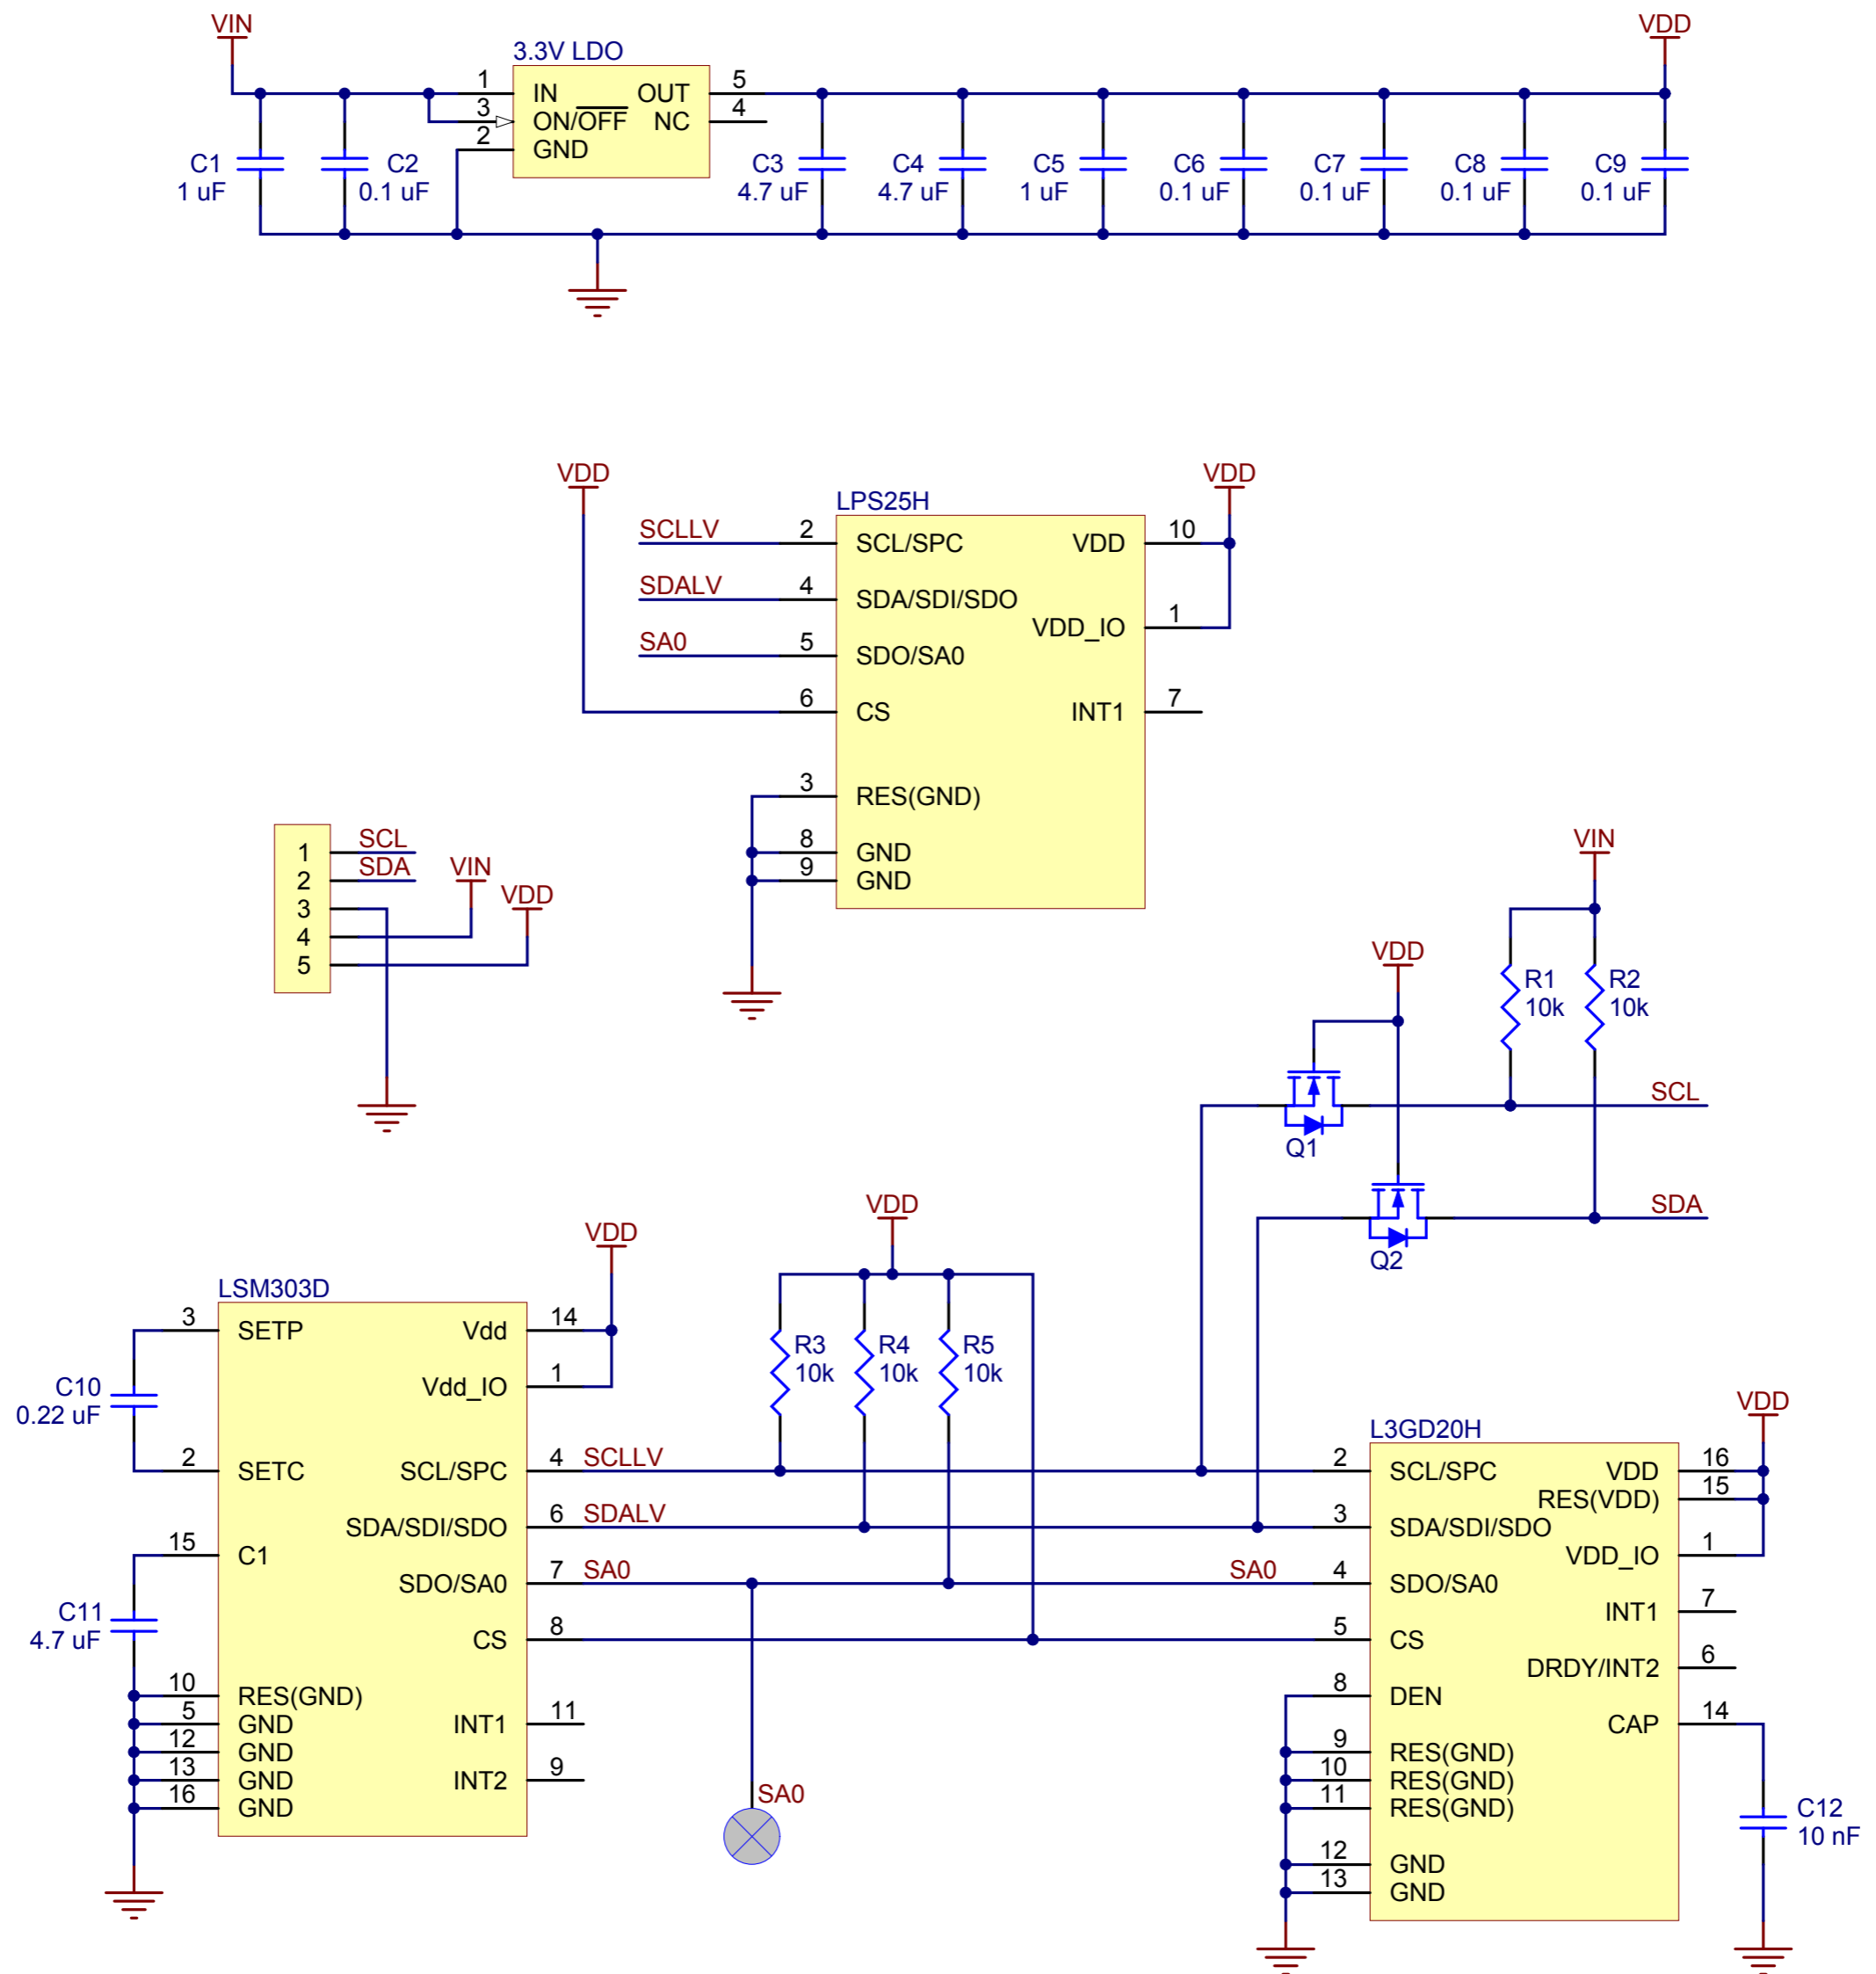 VIN
VDD
3.3V LDO
1 IN OUT 5
3 ON/OFF NC 4
2 GND
C1
1 uF
C2
0.1 uF
C3
4.7 uF
C4
4.7 uF
C5
1 uF
C6
0.1 uF
C7
0.1 uF
C8
0.1 uF
C9
0.1 uF
VDD
VDD
LPS25H
SCLLV 2 SCL/SPC VDD 10
SDALV 4 SDA/SDI/SDO
VDD_IO 1
SA0 5 SDO/SA0
6 CS INT1 7
3 RES(GND)
8 GND
9 GND
1 SCL
2 SDA
3
4 VIN
5 VDD
VIN
VDD
R1
10k
R2
10k
SCL
Q1
SDA
Q2
VDD
VDD
LSM303D
3 SETP Vdd 14
Vdd_IO 1
C10
0.22 uF
2 SETC SCL/SPC 4 SCLLV
SDA/SDI/SDO 6 SDALV
15 C1
SDO/SA0 7 SA0
C11
4.7 uF
CS 8
10 RES(GND)
5 GND INT1 11
12 GND
13 GND INT2 9
16 GND
R3
10k
R4
10k
R5
10k
SA0
VDD
L3GD20H
2 SCL/SPC VDD 16
RES(VDD) 15
3 SDA/SDI/SDO
VDD_IO 1
SA0 4 SDO/SA0
INT1 7
5 CS
DRDY/INT2 6
8 DEN
CAP 14
9 RES(GND)
10 RES(GND)
11 RES(GND)
12 GND
13 GND
C12
10 nF